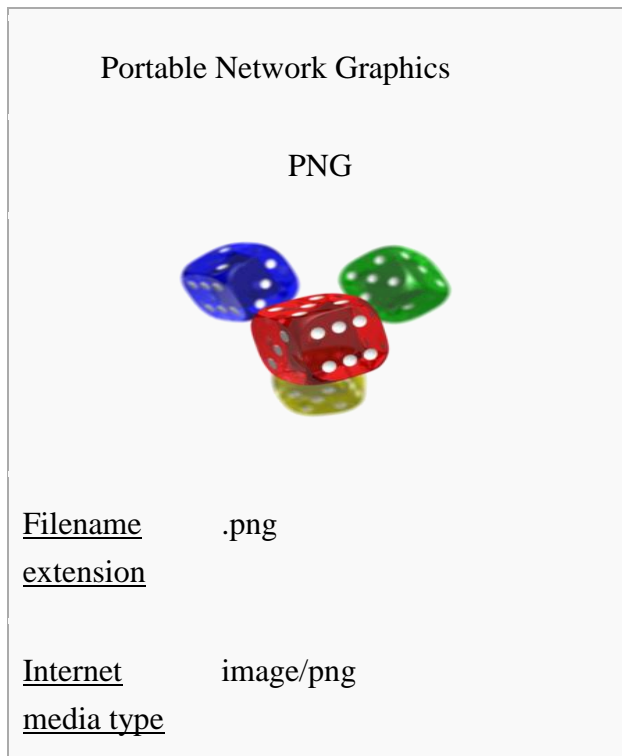 Portable Network Graphics
PNG
Filename .png
extension
Internet image/png
media type